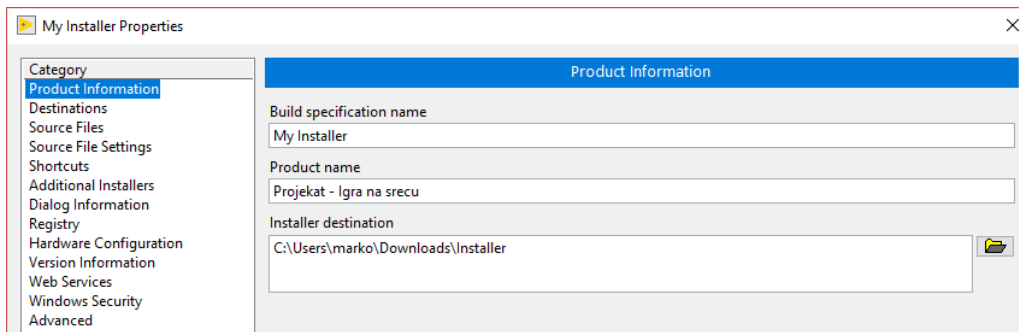 My Installer Properties
Category
Product Information
Destinations
Source Files
Source File Settings
Shortcuts
Additional Installers
Dialog Information
Registry
Hardware Configuration
Version Information
Web Services
Windows Security
Advanced
Product Information
Build specification name
My Installer
Product name
Projekat - Igra na srecu
Installer destination
C:\Users\marko\Downloads\Installer